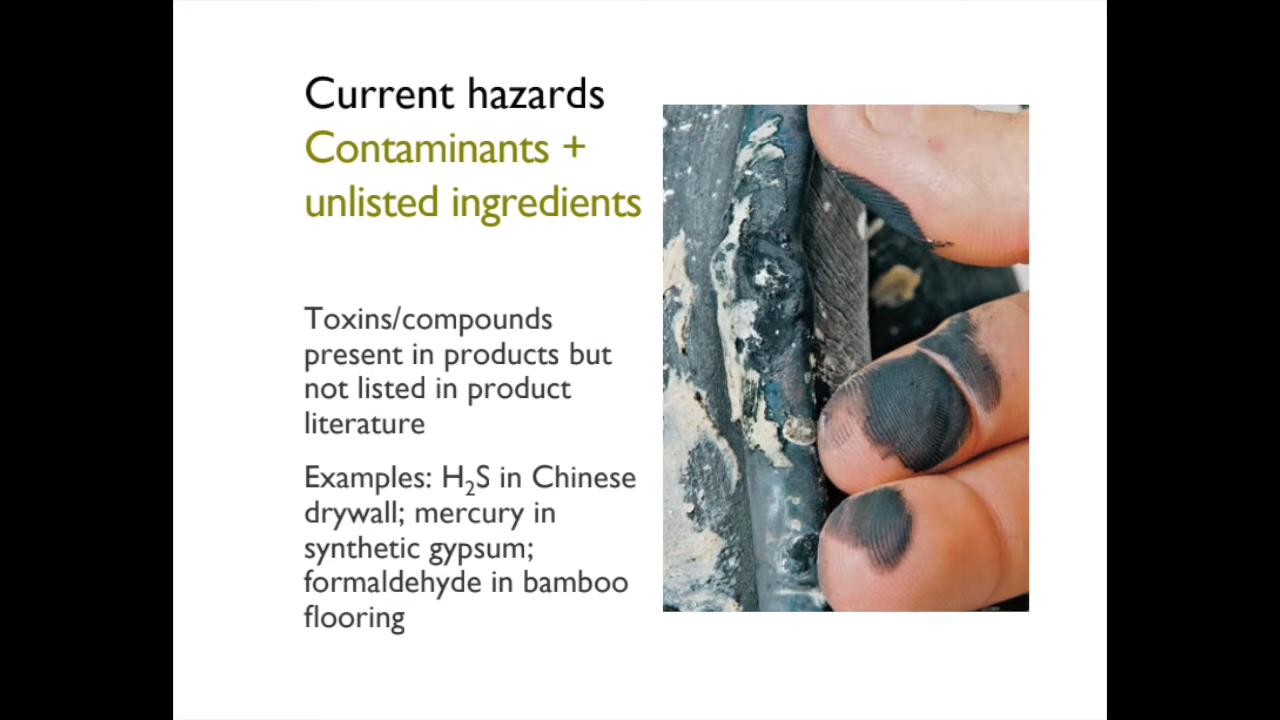 Current hazards
Contaminants +
unlisted ingredients
Toxins/compounds
present in products but
not listed in product
literature
Examples: H₂S in Chinese
drywall; mercury in
synthetic gypsum;
formaldehyde in bamboo
flooring